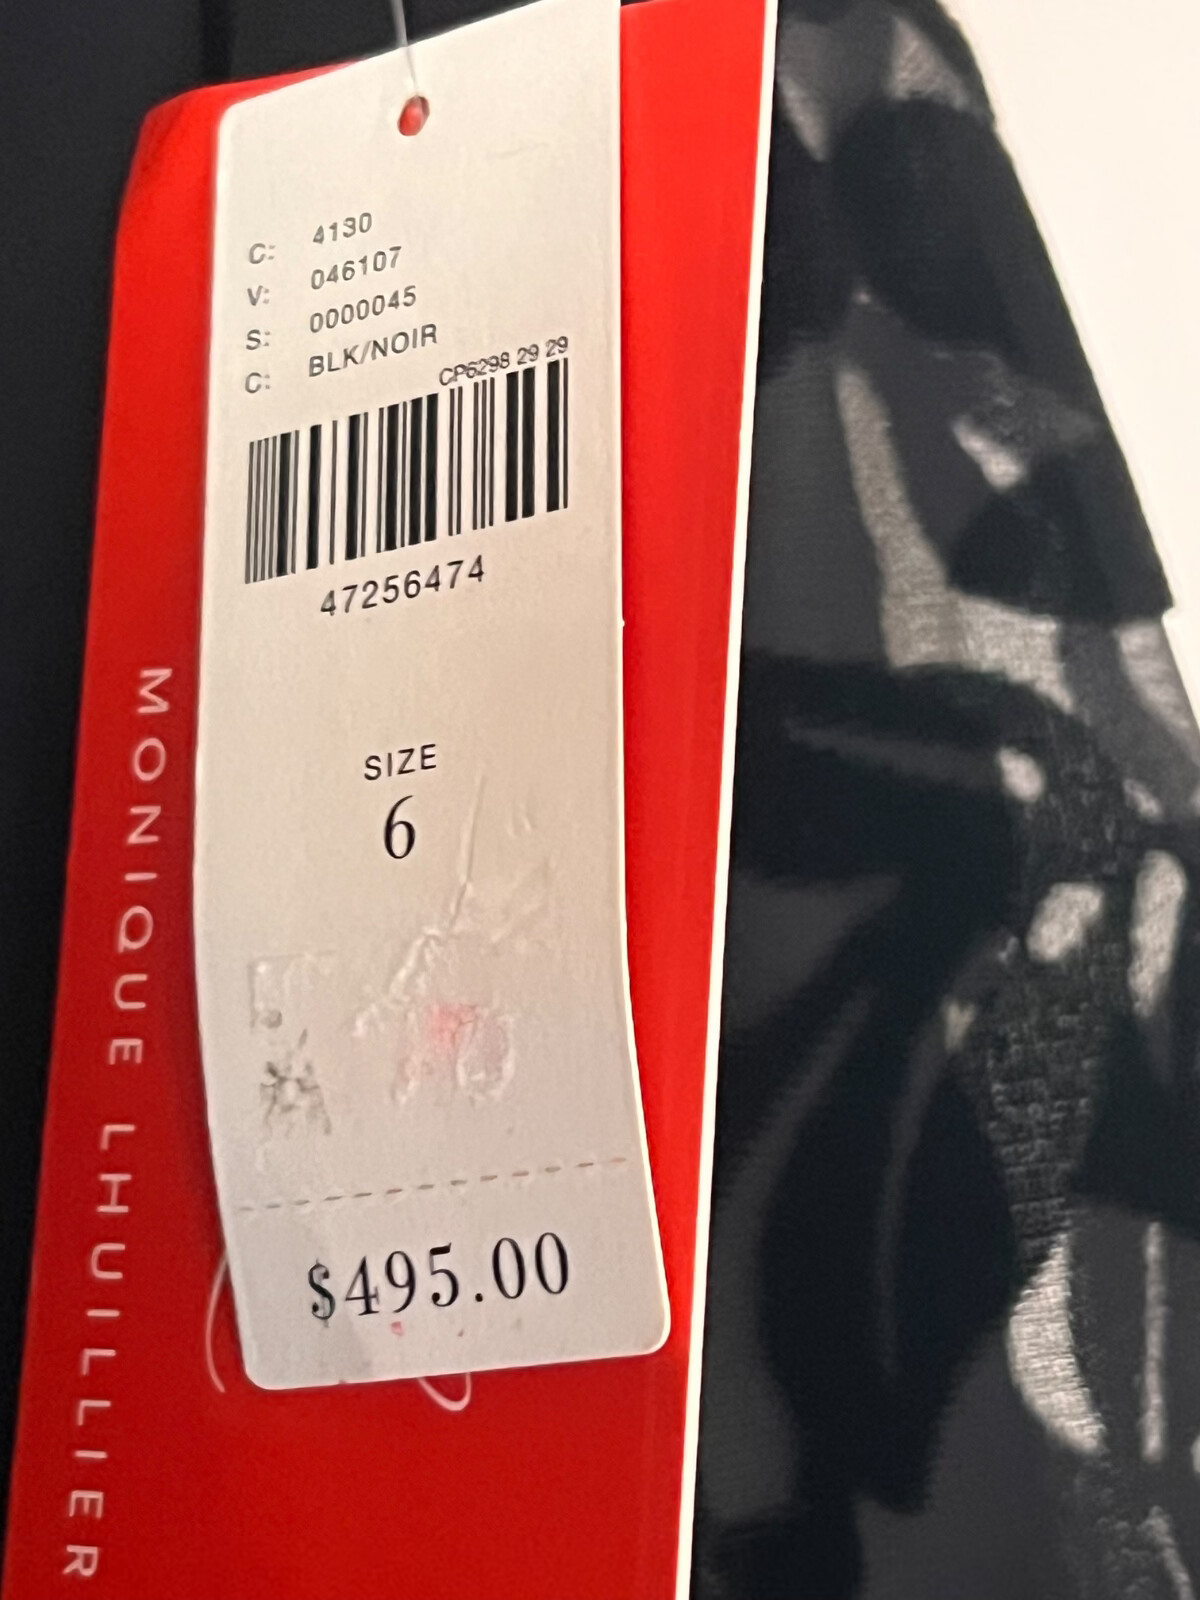 C: 4130
V: 046107
S: 0000045
C: BLK/NOIR
CP6298 29 29
47256474
SIZE
6
$495.00
MONIQUE LHUILLIER